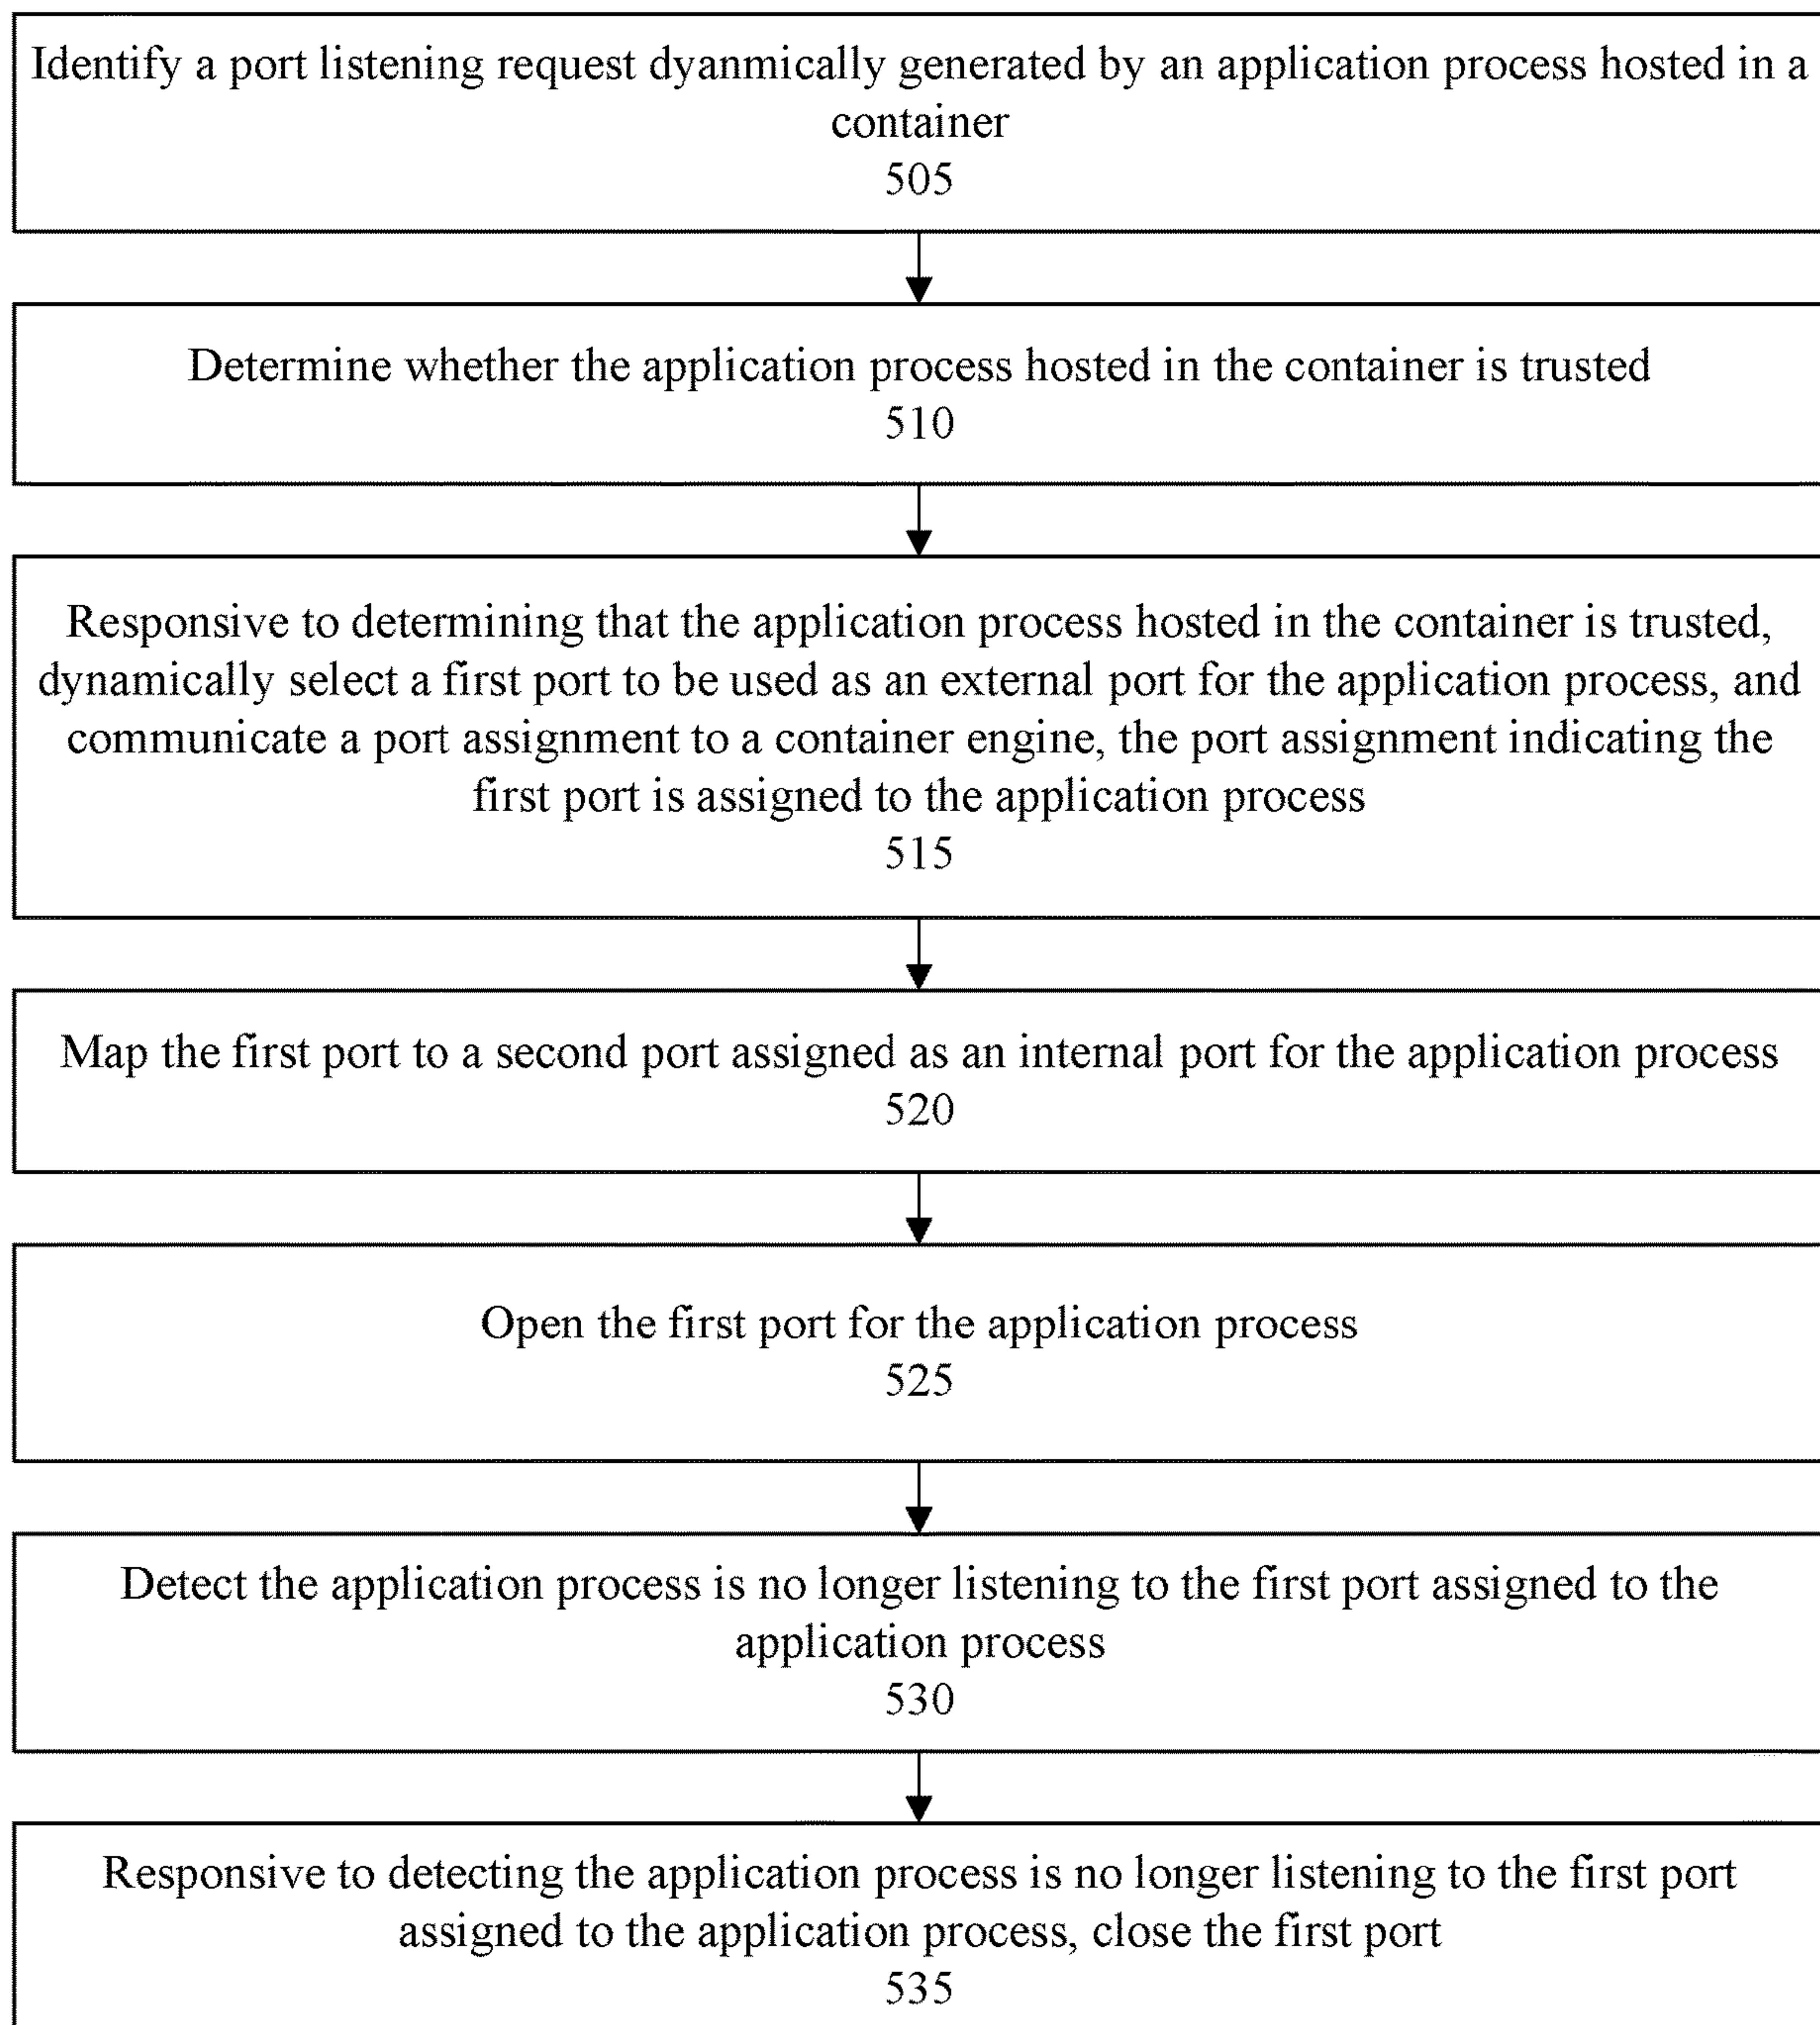 Identify a port listening request dyanmically generated by an application process hosted in a
container
505
Determine whether the application process hosted in the container is trusted
510
Responsive to determining that the application process hosted in the container is trusted,
dynamically select a first port to be used as an external port for the application process, and
communicate a port assignment to a container engine, the port assignment indicating the
first port is assigned to the application process
515
Map the first port to a second port assigned as an internal port for the application process
520
Open the first port for the application process
525
Detect the application process is no longer listening to the first port assigned to the
application process
530
Responsive to detecting the application process is no longer listening to the first port
assigned to the application process, close the first port
535